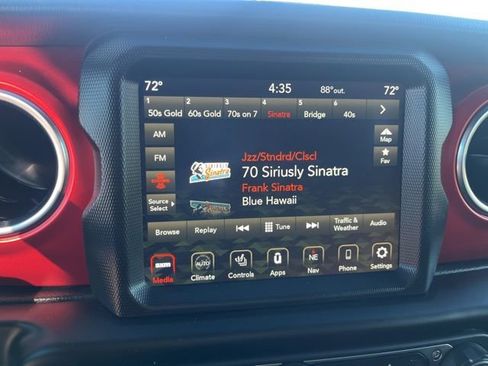 72° 4:35 88° out. 72°
1 2 3 4 5 6
50s Gold 60s Gold 70s on 7 Sinatra Bridge 40s
AM
FM
Source Select
Map
Fav
Jzz/Stndrd/Clscl
70 Siriusly Sinatra
Frank Sinatra
Blue Hawaii
Sinatra
Browse Replay Tune Traffic & Weather Audio
AUTO NE
Media Climate Controls Apps Nav Phone Settings